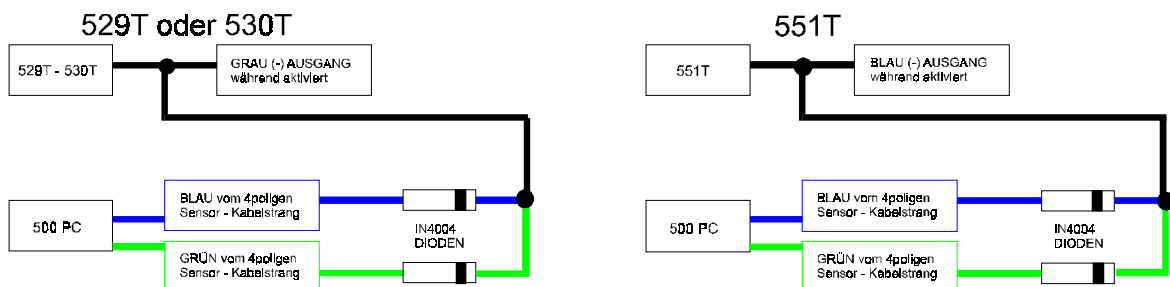 529T oder 530T
529T - 530T
GRAU (-) AUSGANG
während aktiviert
BLAU vom 4poligen
Sensor - Kabelstrang
500 PC
IN4004
DIODEN
GRÜN vom 4poligen
Sensor - Kabelstrang
551T
551T
BLAU (-) AUSGANG
während aktiviert
BLAU vom 4poligen
Sensor - Kabelstrang
500 PC
IN4004
DIODEN
GRÜN vom 4poligen
Sensor - Kabelstrang